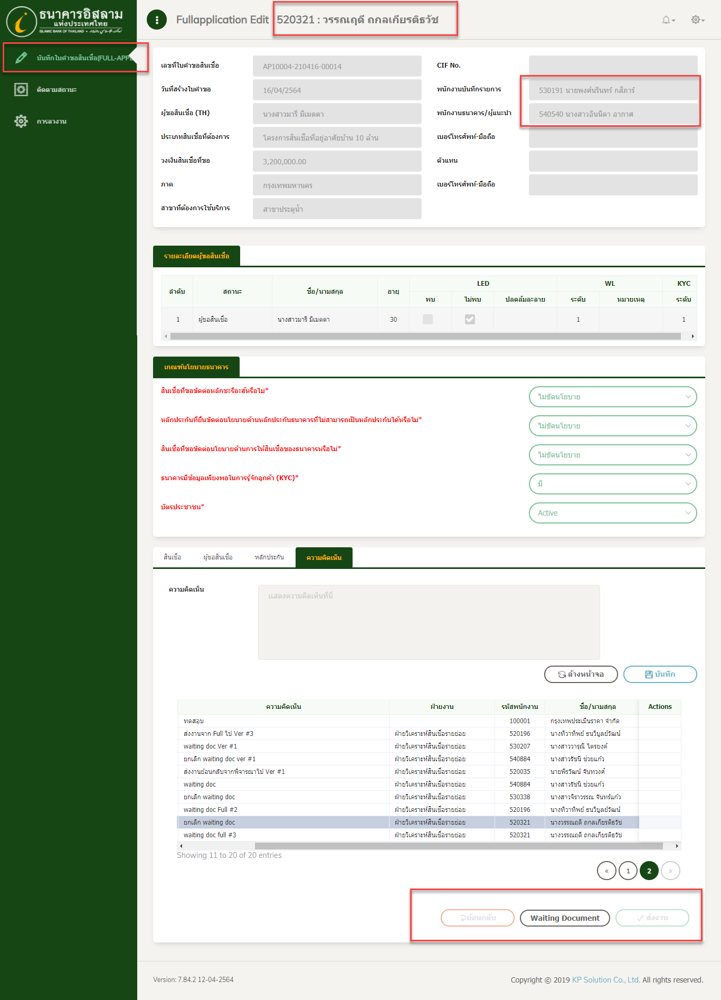 ธนาคารอิสลาม
แห่งประเทศไทย
ISLAMIC BANK OF THAILAND
Fullapplication Edit 520321 : วรรณฤดี ถกลเกียรติธวัช
บันทึกใบคำขอสินเชื่อ(FULL-APPL
ติดตามสถานะ
การลางาน
เลขที่ใบคำขอสินเชื่อ AP10004-210416-00014 CIF No.
วันที่สร้างใบคำขอ 16/04/2564 พนักงานบันทึกรายการ 530191 นายพงศ์นรินทร์ กสิภาร์
ผู้ขอสินเชื่อ (TH) นางสาวมารี มีเมตตา พนักงานธนาคาร/ผู้แนะนำ 540540 นางสาวอินนิดา อากาศ
ประเภทสินเชื่อที่ต้องการ โครงการสินเชื่อที่อยู่อาศัยบ้าน 10 ล้าน เบอร์โทรศัพท์-มือถือ
วงเงินสินเชื่อที่ขอ 3,200,000.00 ตัวแทน
ภาค กรุงเทพมหานคร เบอร์โทรศัพท์-มือถือ
สาขาที่ต้องการใช้บริการ สาขาประตูน้ำ
รายละเอียดผู้ขอสินเชื่อ
ลำดับ สถานะ ชื่อ/นามสกุล อายุ LED WL KYC
พบ ไม่พบ ปลดล้มละลาย ระดับ หมายเหตุ ระดับ
1 ผู้ขอสินเชื่อ นางสาวมารี มีเมตตา 30 1 1
เกณฑ์นโยบายธนาคาร
สินเชื่อที่ขอขัดต่อหลักชะรีอะฮ์หรือไม่* ไม่ขัดนโยบาย
หลักประกันที่ยื่นขัดต่อนโยบายด้านหลักประกันธนาคารที่ไม่สามารถเป็นหลักประกันได้หรือไม่* ไม่ขัดนโยบาย
สินเชื่อที่ขอขัดต่อนโยบายด้านการให้สินเชื่อของธนาคารหรือไม่* ไม่ขัดนโยบาย
ธนาคารมีข้อมูลเพียงพอในการรู้จักลูกค้า (KYC)* มี
บัตรประชาชน* Active
สินเชื่อ ผู้ขอสินเชื่อ หลักประกัน ความคิดเห็น
ความคิดเห็น แสดงความคิดเห็นที่นี่
ล้างหน้าจอ บันทึก
ความคิดเห็น ฝ่ายงาน รหัสพนักงาน ชื่อ/นามสกุล Actions
ทดสอบ 100001 กรุงเทพประเมินราคา จำกัด
ส่งงานจาก Full ไป Ver #3 ฝ่ายวิเคราะห์สินเชื่อรายย่อย 520196 นางทิวาทิพย์ ธนวิบูลย์วัฒน์
waiting doc Ver #1 ฝ่ายวิเคราะห์สินเชื่อรายย่อย 530207 นางสาววารุณี ไตรยงค์
ยกเลิก waiting doc ver #1 ฝ่ายวิเคราะห์สินเชื่อรายย่อย 540884 นางสาวรัชนี ช่วยแก้ว
ส่งงานย้อนกลับจากพิจารณาไป Ver #1 ฝ่ายวิเคราะห์สินเชื่อรายย่อย 520035 นายพีรวัฒน์ จันทวงศ์
waiting doc ฝ่ายวิเคราะห์สินเชื่อรายย่อย 540884 นางสาวรัชนี ช่วยแก้ว
ยกเลิก waiting doc ฝ่ายวิเคราะห์สินเชื่อรายย่อย 530338 นางสาวจิราวรรณ จันทร์แก้ว
waiting doc Full #2 ฝ่ายวิเคราะห์สินเชื่อรายย่อย 520196 นางทิวาทิพย์ ธนวิบูลย์วัฒน์
ยกเลิก waiting doc ฝ่ายวิเคราะห์สินเชื่อรายย่อย 520321 นางวรรณฤดี ถกลเกียรติธวัช
waiting doc full #3 ฝ่ายวิเคราะห์สินเชื่อรายย่อย 520321 นางวรรณฤดี ถกลเกียรติธวัช
Showing 11 to 20 of 20 entries
« 1 2 »
ย้อนกลับ Waiting Document ส่งงาน
Version: 7.84.2 12-04-2564 Copyright © 2019 KP Solution Co., Ltd. All rights reserved.